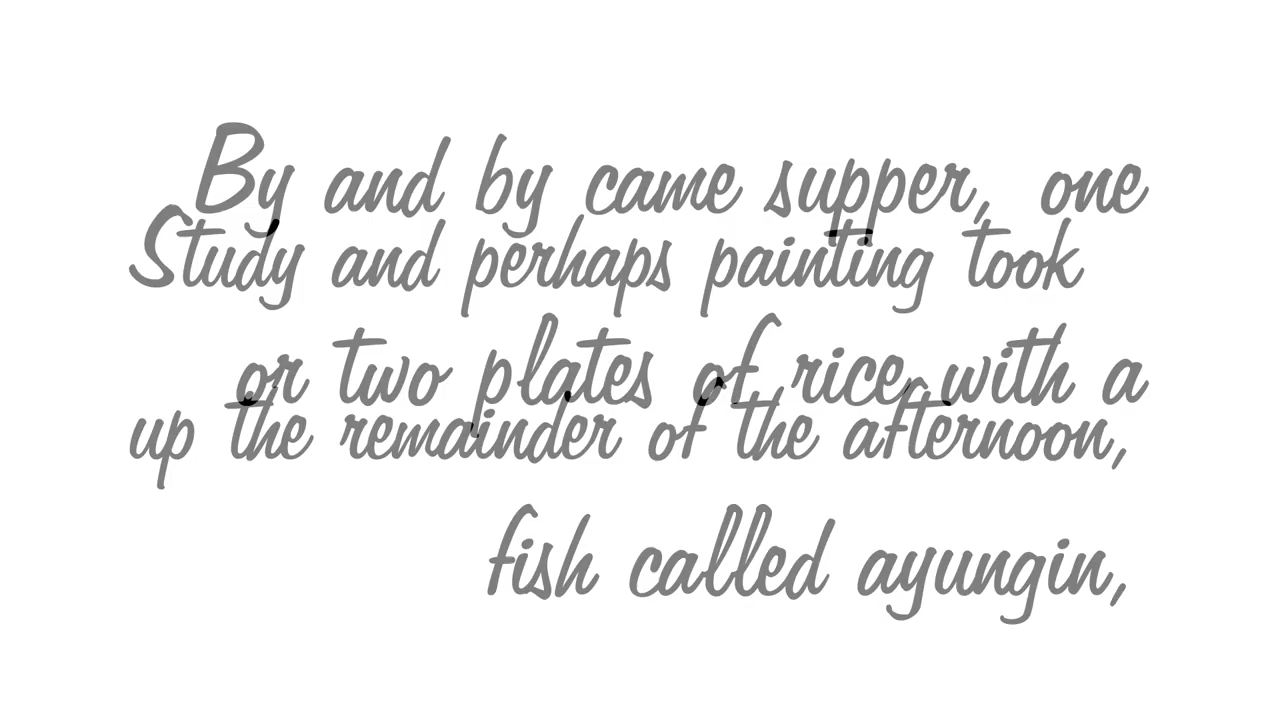 By and by came supper, one
Study and perhaps painting took
or two plates of rice with a
up the remainder of the afternoon,
fish called ayungin,